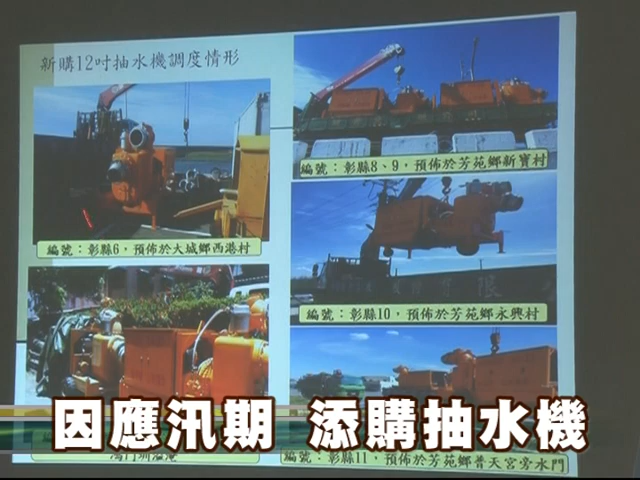 新購12吋抽水機調度情形
編號：彰縣8、9，預佈於芳苑鄉新寶村
編號：彰縣6，預佈於大城鄉西港村
編號：彰縣10，預佈於芳苑鄉永興村
因應汛期 添購抽水機
編號：彰縣11，預佈於芳苑鄉普天宮旁水門